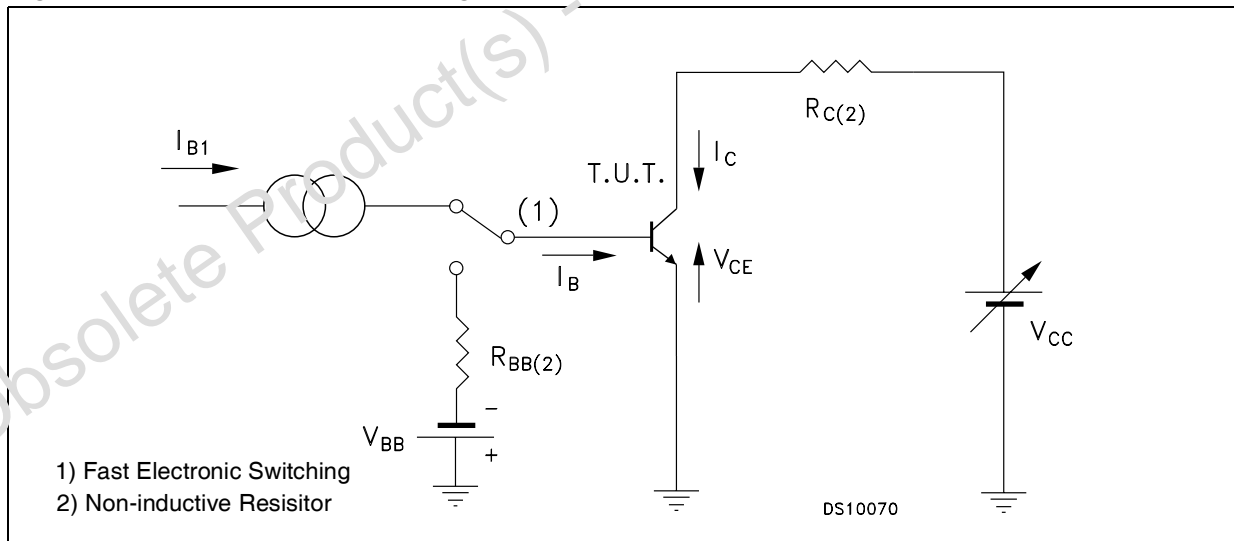 Obsolete Product(s) -
I_B1
T.U.T.
I_C
R_C(2)
(1)
I_B
V_CE
V_CC
R_BB(2)
V_BB
-
+
1) Fast Electronic Switching
2) Non-inductive Resisitor
DS10070